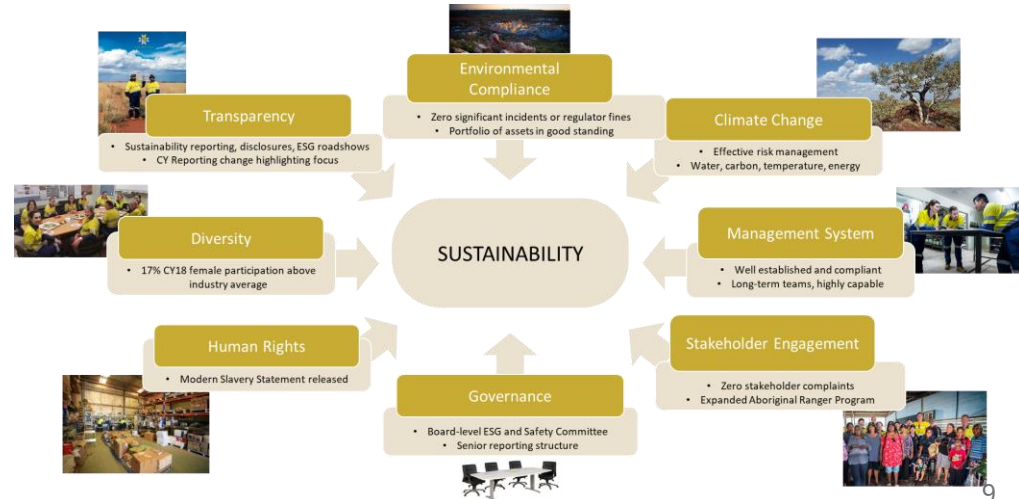 Environmental
Compliance
• Zero significant incidents or regulator fines
• Portfolio of assets in good standing
Transparency
• Sustainability reporting, disclosures, ESG roadshows
• CY Reporting change highlighting focus
Climate Change
• Effective risk management
• Water, carbon, temperature, energy
Diversity
• 17% CY18 female participation above
industry average
SUSTAINABILITY
Management System
• Well established and compliant
• Long-term teams, highly capable
Human Rights
• Modern Slavery Statement released
Stakeholder Engagement
• Zero stakeholder complaints
• Expanded Aboriginal Ranger Program
Governance
• Board-level ESG and Safety Committee
• Senior reporting structure
9